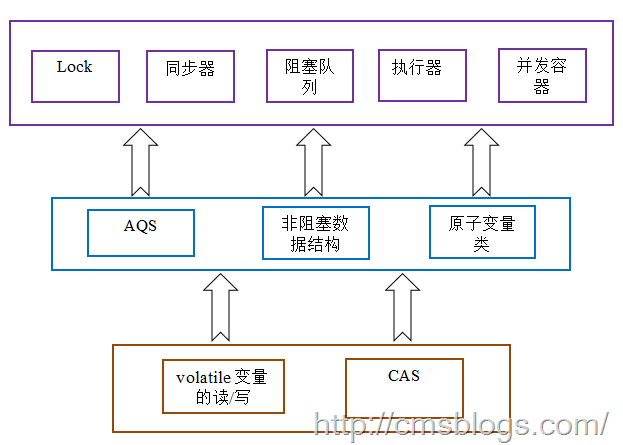 Lock
同步器
阻塞队
列
执行器
并发容
器
AQS
非阻塞数
据结构
原子变量
类
volatile 变量
的读/写
CAS
http://cmsblogs.com/